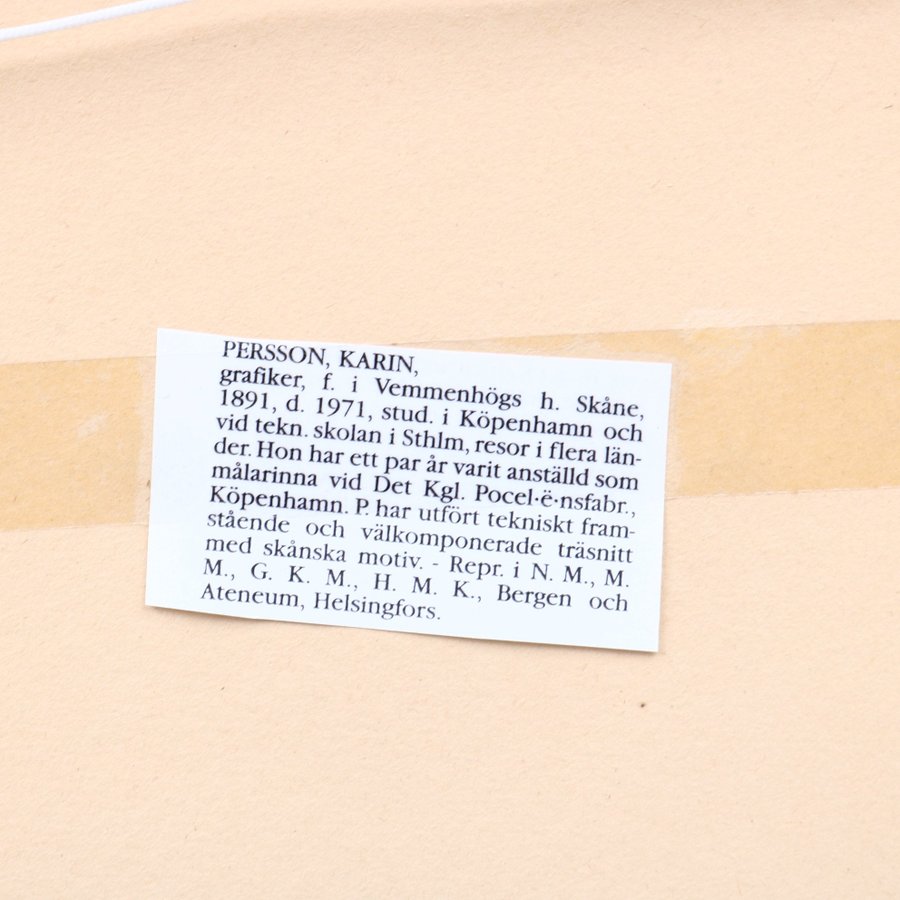 PERSSON, KARIN,
grafiker, f. i Vemmenhögs h. Skåne,
1891, d. 1971, stud. i Köpenhamn och
vid tekn. skolan i Sthlm, resor i flera län-
der. Hon har ett par år varit anställd som
målarinna vid Det Kgl. Pocel·ë·nsfabr.,
Köpenhamn. P. har utfört tekniskt fram-
stående och välkomponerade träsnitt
med skånska motiv. - Repr. i N. M., M.
M., G. K. M., H. M. K., Bergen och
Ateneum, Helsingfors.